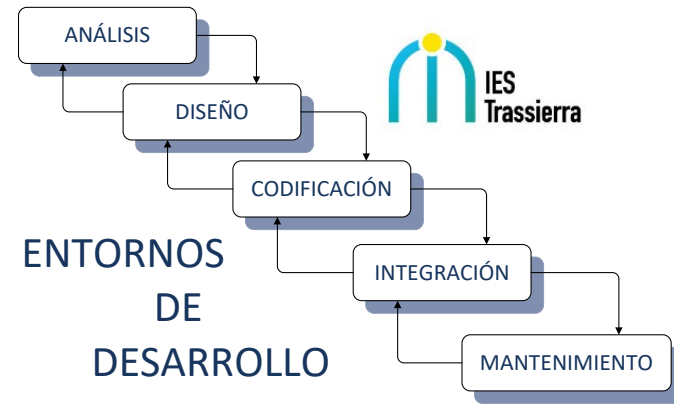 ANÁLISIS
DISEÑO
CODIFICACIÓN
INTEGRACIÓN
MANTENIMIENTO
IES
Trassierra
ENTORNOS
DE
DESARROLLO